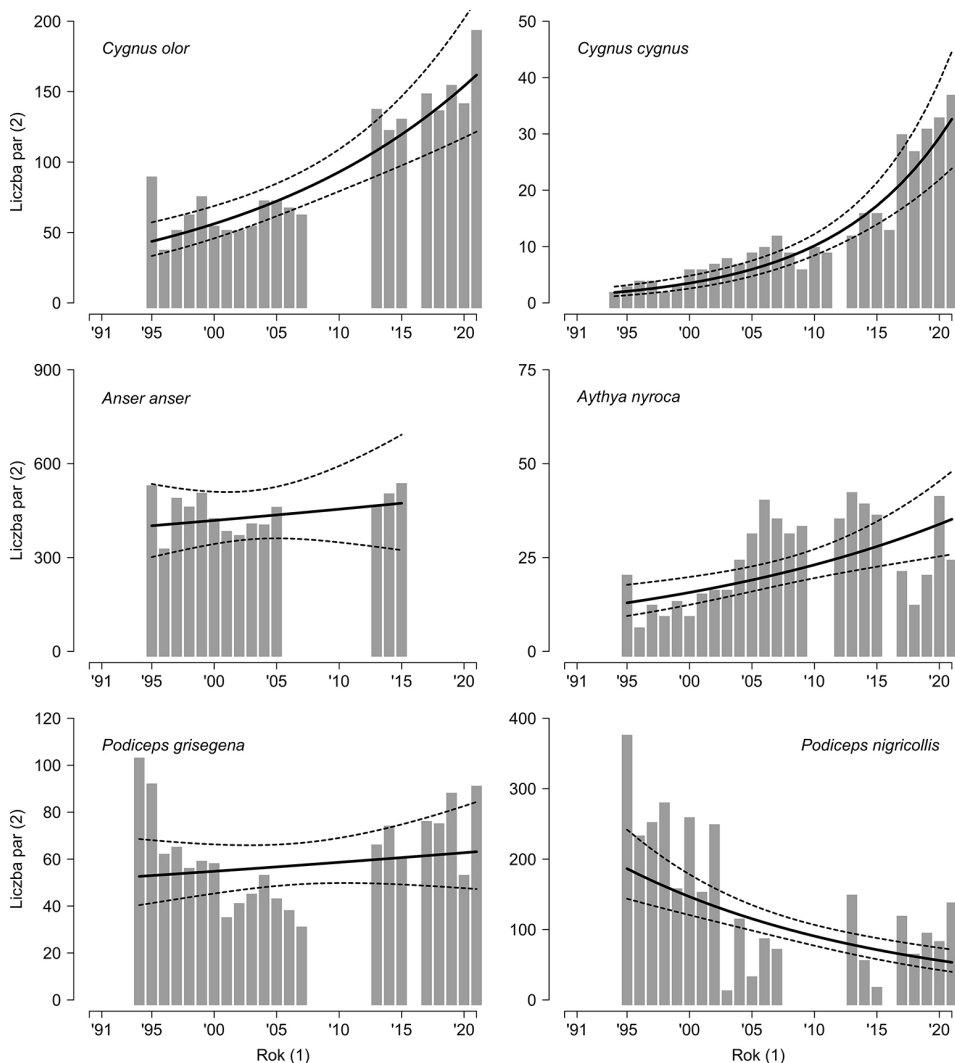 Cygnus olor
Liczba par (2)
200
150
100
50
0
'91 '95 '00 '05 '10 '15 '20
Cygnus cygnus
50
40
30
20
10
0
'91 '95 '00 '05 '10 '15 '20
Anser anser
Liczba par (2)
900
600
300
0
'91 '95 '00 '05 '10 '15 '20
Aythya nyroca
75
50
25
0
'91 '95 '00 '05 '10 '15 '20
Podiceps grisegena
Liczba par (2)
120
100
80
60
40
20
0
'91 '95 '00 '05 '10 '15 '20
Rok (1)
Podiceps nigricollis
400
300
200
100
0
'91 '95 '00 '05 '10 '15 '20
Rok (1)